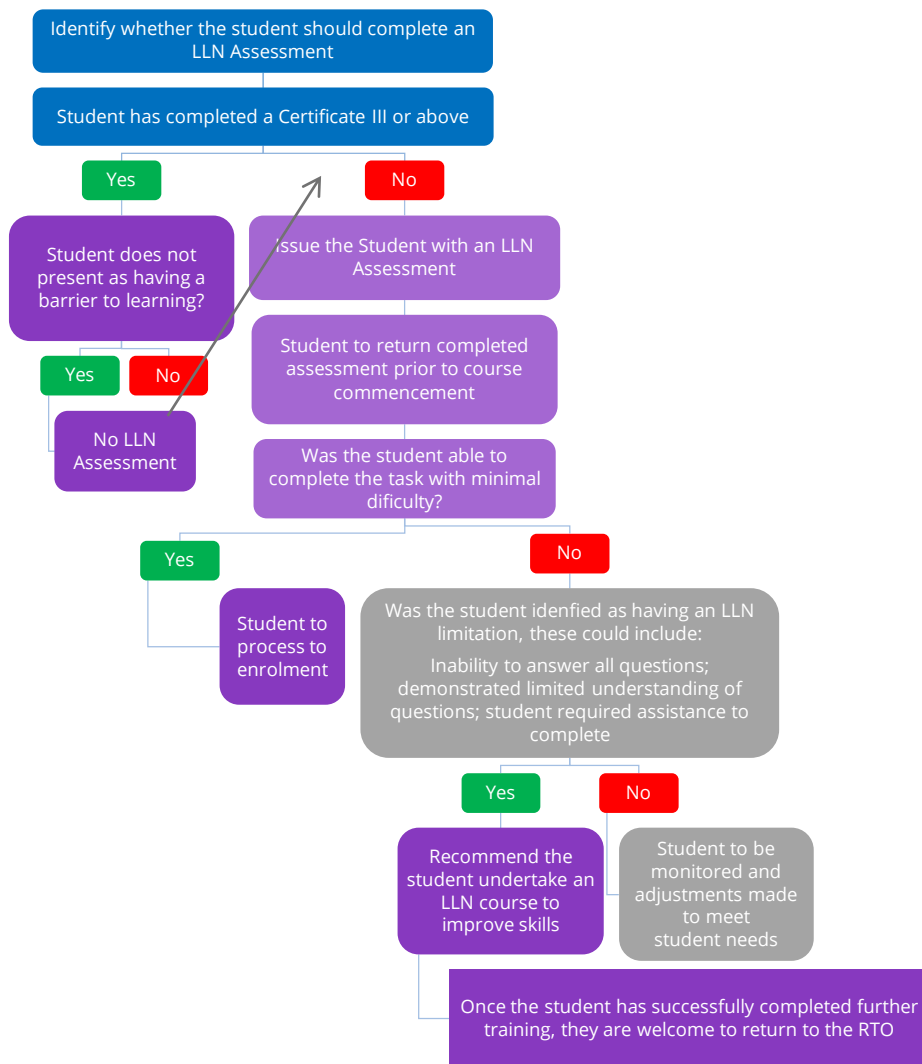 Identify whether the student should complete an
LLN Assessment
Student has completed a Certificate III or above
Yes
No
Student does not
present as having a
barrier to learning?
Issue the Student with an LLN
Assessment
Student to return completed
assessment prior to course
commencement
Yes
No
No LLN
Assessment
Was the student able to
complete the task with minimal
dificulty?
Yes
No
Student to
process to
enrolment
Was the student idenfied as having an LLN
limitation, these could include:
Inability to answer all questions;
demonstrated limited understanding of
questions; student required assistance to
complete
Yes
No
Recommend the
student undertake an
LLN course to
improve skills
Student to be
monitored and
adjustments made
to meet
student needs
Once the student has successfully completed further
training, they are welcome to return to the RTO